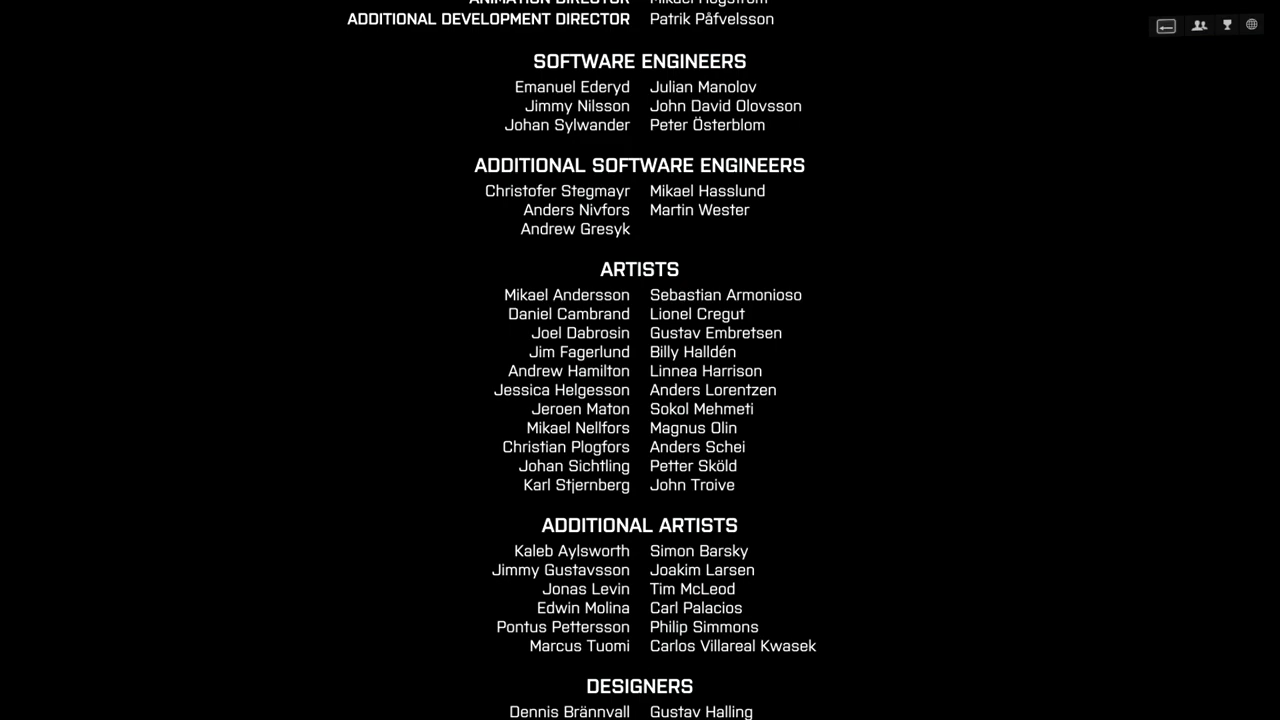 ANIMATION DIRECTOR Mikael Högström
ADDITIONAL DEVELOPMENT DIRECTOR Patrik Påfvelsson
SOFTWARE ENGINEERS
Emanuel Ederyd Julian Manolov
Jimmy Nilsson John David Olovsson
Johan Sylwander Peter Österblom
ADDITIONAL SOFTWARE ENGINEERS
Christofer Stegmayr Mikael Hasslund
Anders Nivfors Martin Wester
Andrew Gresyk
ARTISTS
Mikael Andersson Sebastian Armonioso
Daniel Cambrand Lionel Cregut
Joel Dabrosin Gustav Embretsen
Jim Fagerlund Billy Halldén
Andrew Hamilton Linnea Harrison
Jessica Helgesson Anders Lorentzen
Jeroen Maton Sokol Mehmeti
Mikael Nellfors Magnus Olin
Christian Plogfors Anders Schei
Johan Sichtling Petter Sköld
Karl Stjernberg John Troive
ADDITIONAL ARTISTS
Kaleb Aylsworth Simon Barsky
Jimmy Gustavsson Joakim Larsen
Jonas Levin Tim McLeod
Edwin Molina Carl Palacios
Pontus Pettersson Philip Simmons
Marcus Tuomi Carlos Villareal Kwasek
DESIGNERS
Dennis Brännvall Gustav Halling